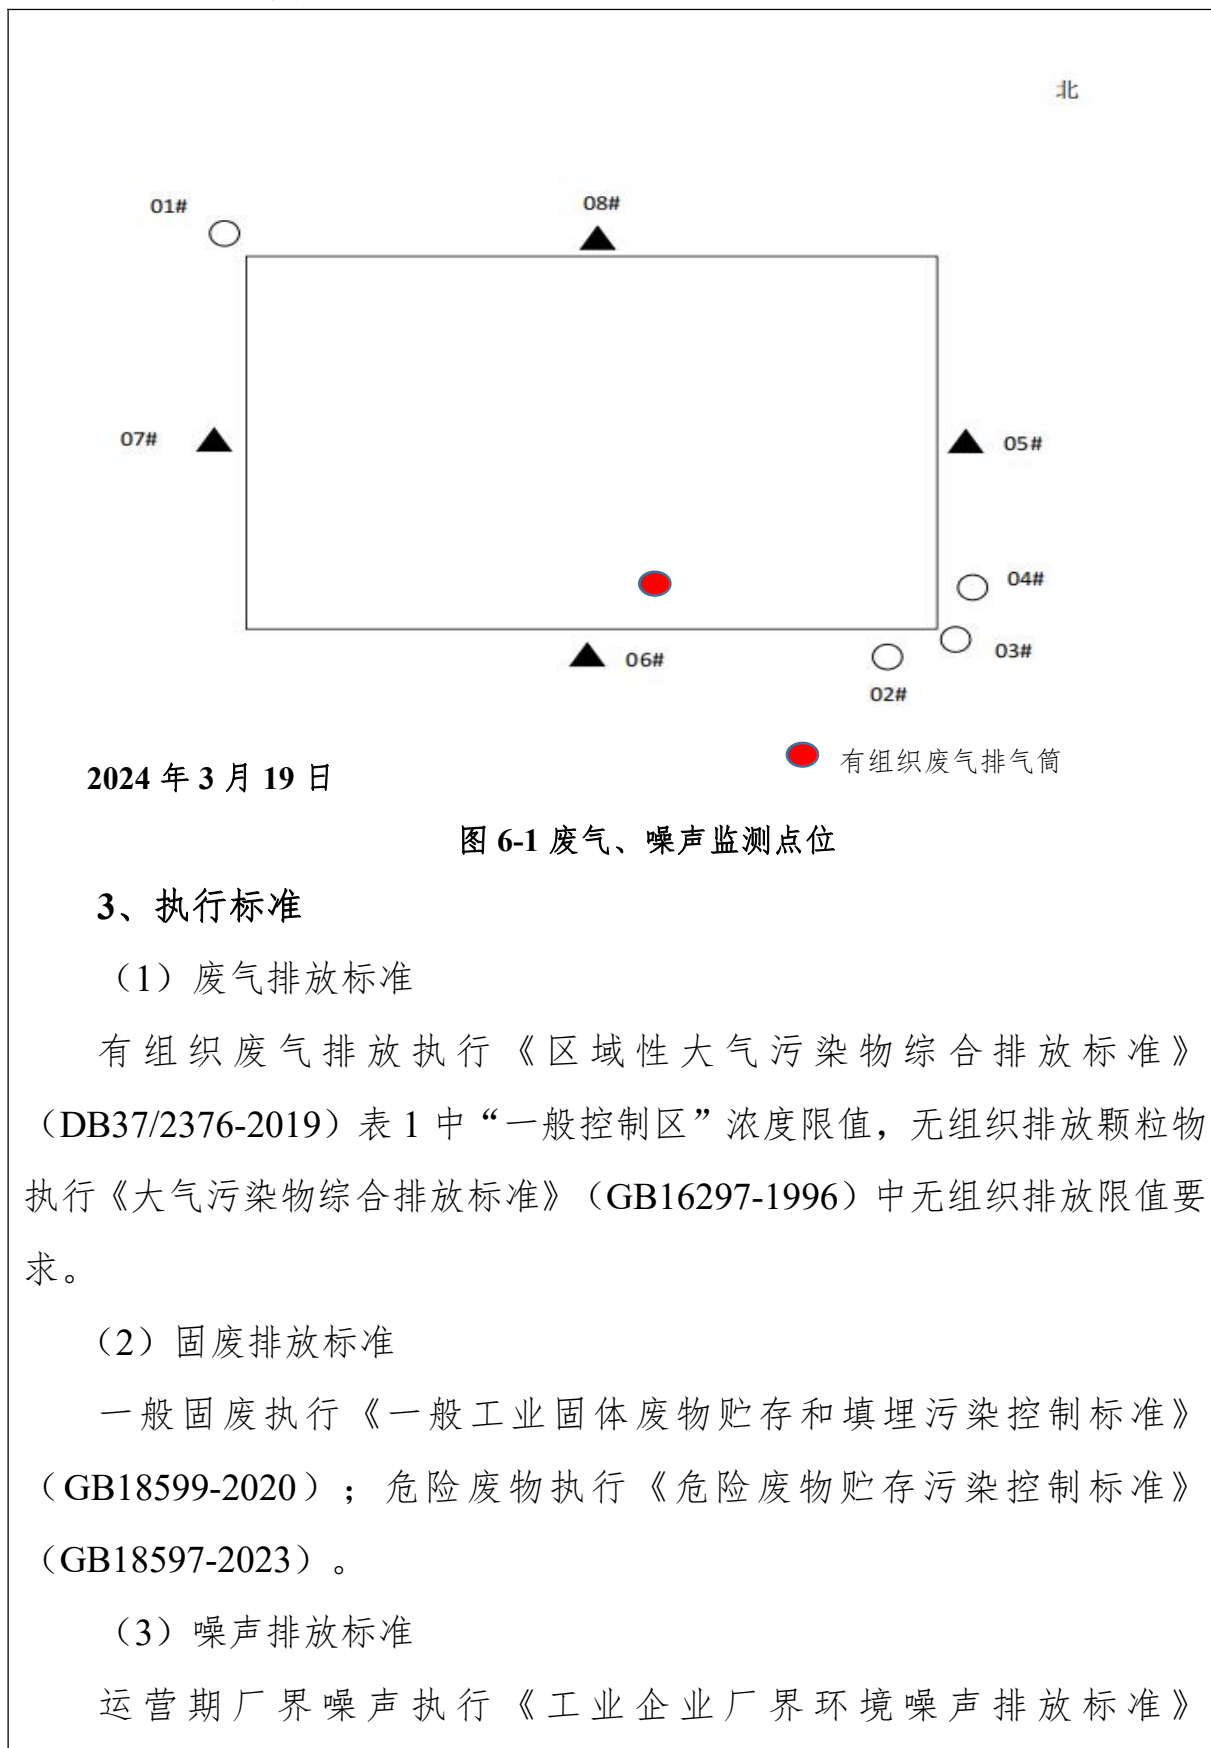 北
01#
08#
07#
05#
04#
03#
06#
02#
有组织废气排气筒
2024 年 3 月 19 日
图 6-1 废气、噪声监测点位
3、执行标准
（1）废气排放标准
有组织废气排放执行《区域性大气污染物综合排放标准》
（DB37/2376-2019）表 1 中“一般控制区”浓度限值，无组织排放颗粒物
执行《大气污染物综合排放标准》（GB16297-1996）中无组织排放限值要
求。
（2）固废排放标准
一般固废执行《一般工业固体废物贮存和填埋污染控制标准》
（GB18599-2020）；危险废物执行《危险废物贮存污染控制标准》
（GB18597-2023）。
（3）噪声排放标准
运营期厂界噪声执行《工业企业厂界环境噪声排放标准》